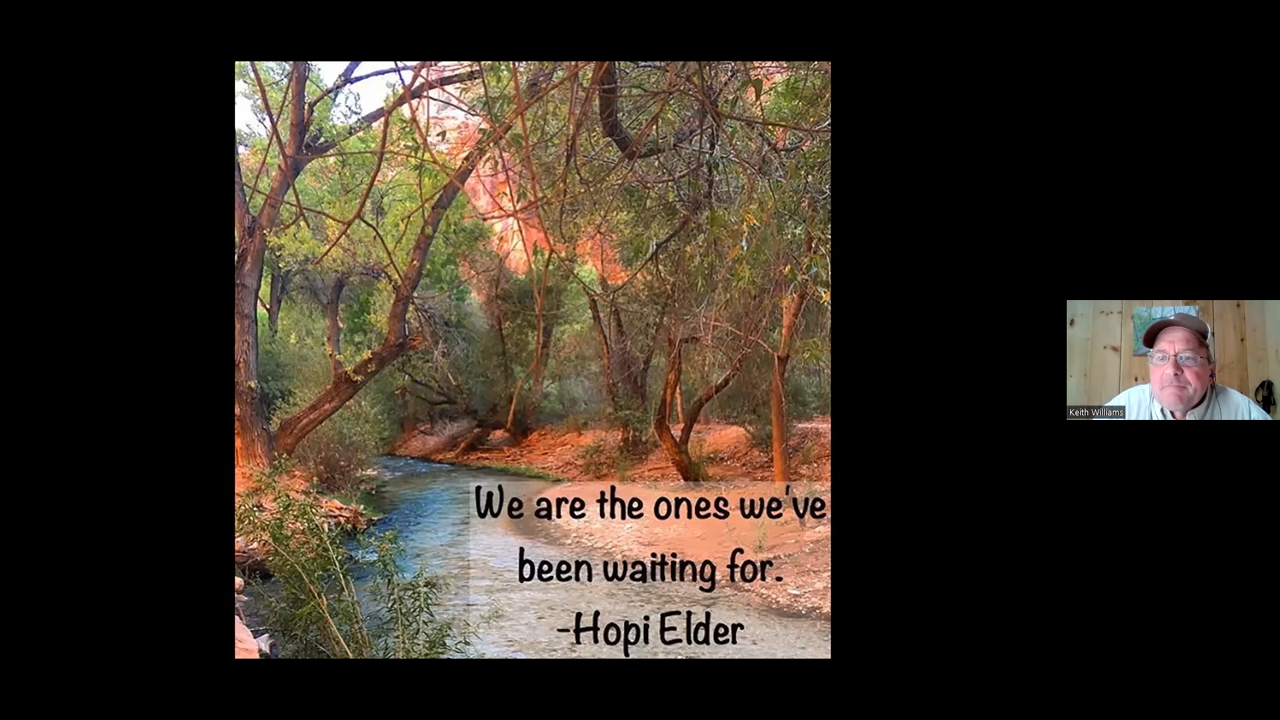 We are the ones we've
been waiting for.
-Hopi Elder
Keith Williams